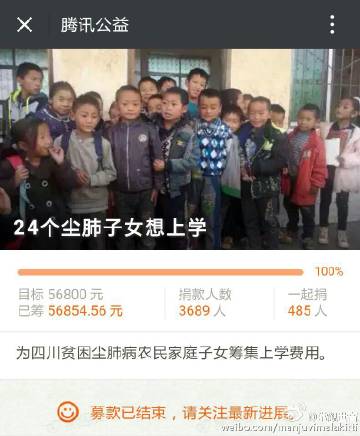 腾讯公益
24个尘肺子女想上学
100%
目标 56800 元
捐款人数
一起捐
已筹 56854.56 元
3689 人
485 人
为四川贫困尘肺病农民家庭子女筹集上学费用。
募款已结束，请关注最新进展。
weibo.com/manjuvimalakirti